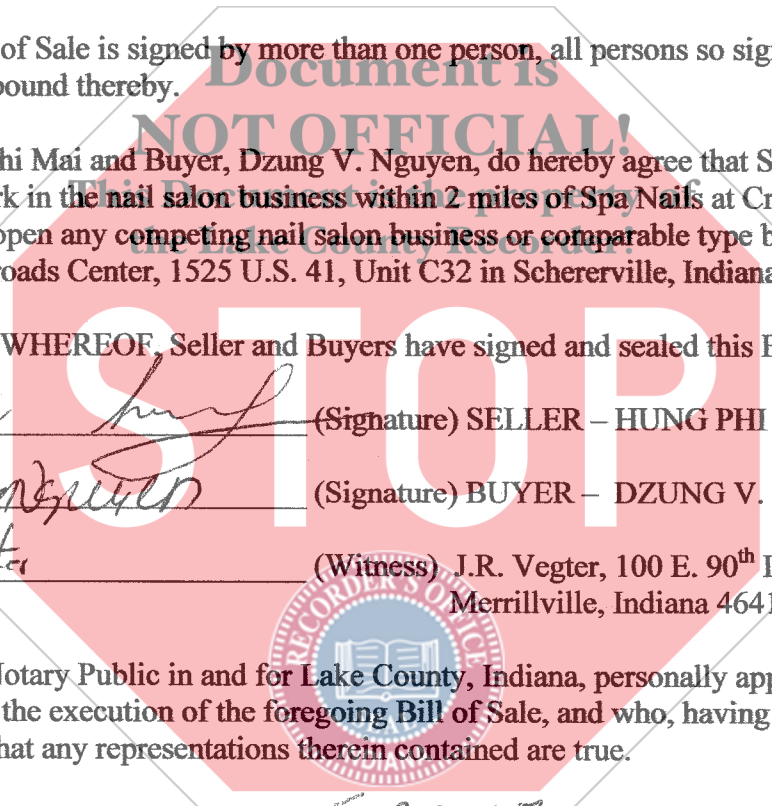 of Sale is signed by more than one person, all persons so sig
bound thereby.
Document is
NOT OFFICIAL!
This Document is the property of
the Lake County Recorder!
hi Mai and Buyer, Dzung V. Nguyen, do hereby agree that S
k in the nail salon business within 2 miles of Spa Nails at Cr
open any competing nail salon business or comparable type b
roads Center, 1525 U.S. 41, Unit C32 in Schererville, Indiana
STOP
WHEREOF, Seller and Buyers have signed and sealed this B
(Signature) SELLER – HUNG PHI
Nguyen
(Signature) BUYER – DZUNG V.
(Witness) J.R. Vegter, 100 E. 90th
Merrillville, Indiana 4641
RECORDER'S OFFICE
INDIANA
Notary Public in and for Lake County, Indiana, personally app
the execution of the foregoing Bill of Sale, and who, having
hat any representations therein contained are true.